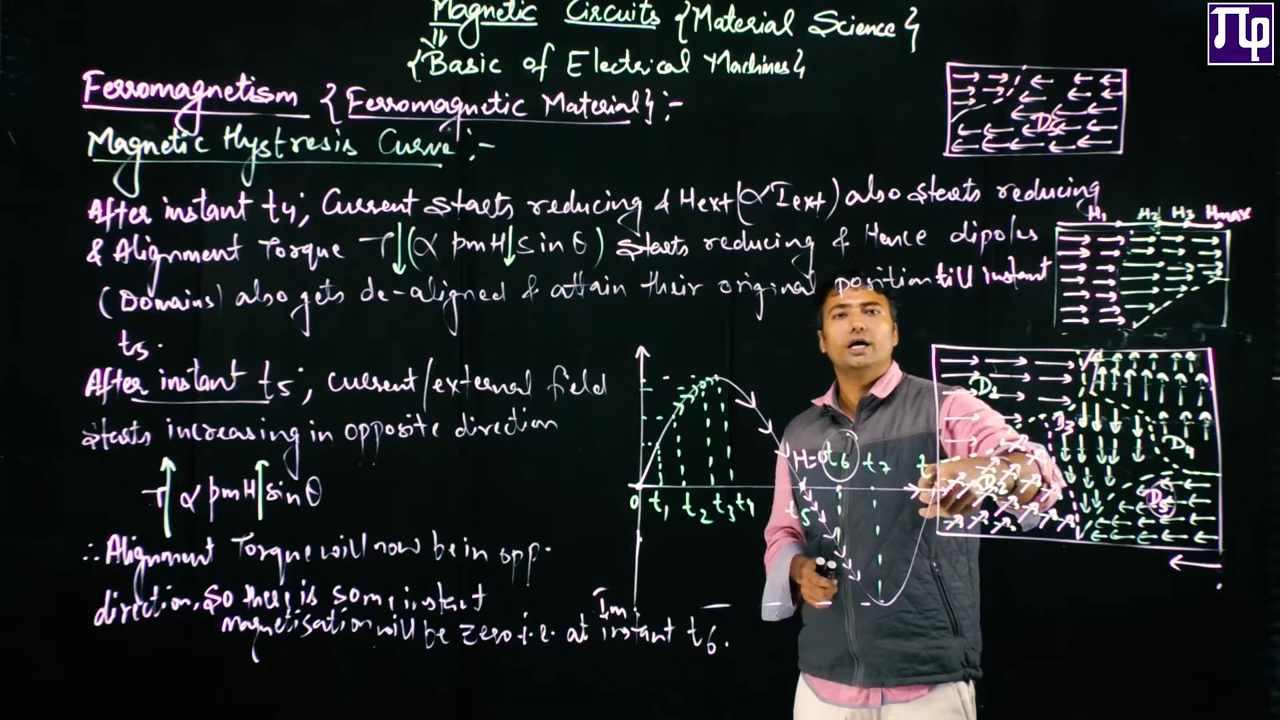 Magnetic Circuits {Material Science}
{Basic of Electrical Machines}
Ferromagnetism {Ferromagnetic Material} :-
Magnetic Hystresis Curve :-
After instant t4; Current starts reducing & Hext (∝ Iext) also starts reducing
& Alignment Torque T↓(∝ pmH↓sinθ) starts reducing & Hence dipoles
(Domains) also gets de-aligned & attain their original position till instant
t5.
After instant t5; current/external field
starts increasing in opposite direction
T↑ ∝ pmH↑sinθ
∴ Alignment Torque will now be in opp.
direction. So there is some instant
magnetisation will be zero i.e. at instant t6.
Im
0 t1 t2 t3 t4 H=0 t5 t6 t7 t
D5
H1 H2 H3 Hmax
D1
D3
D4
D2
D5
πφ